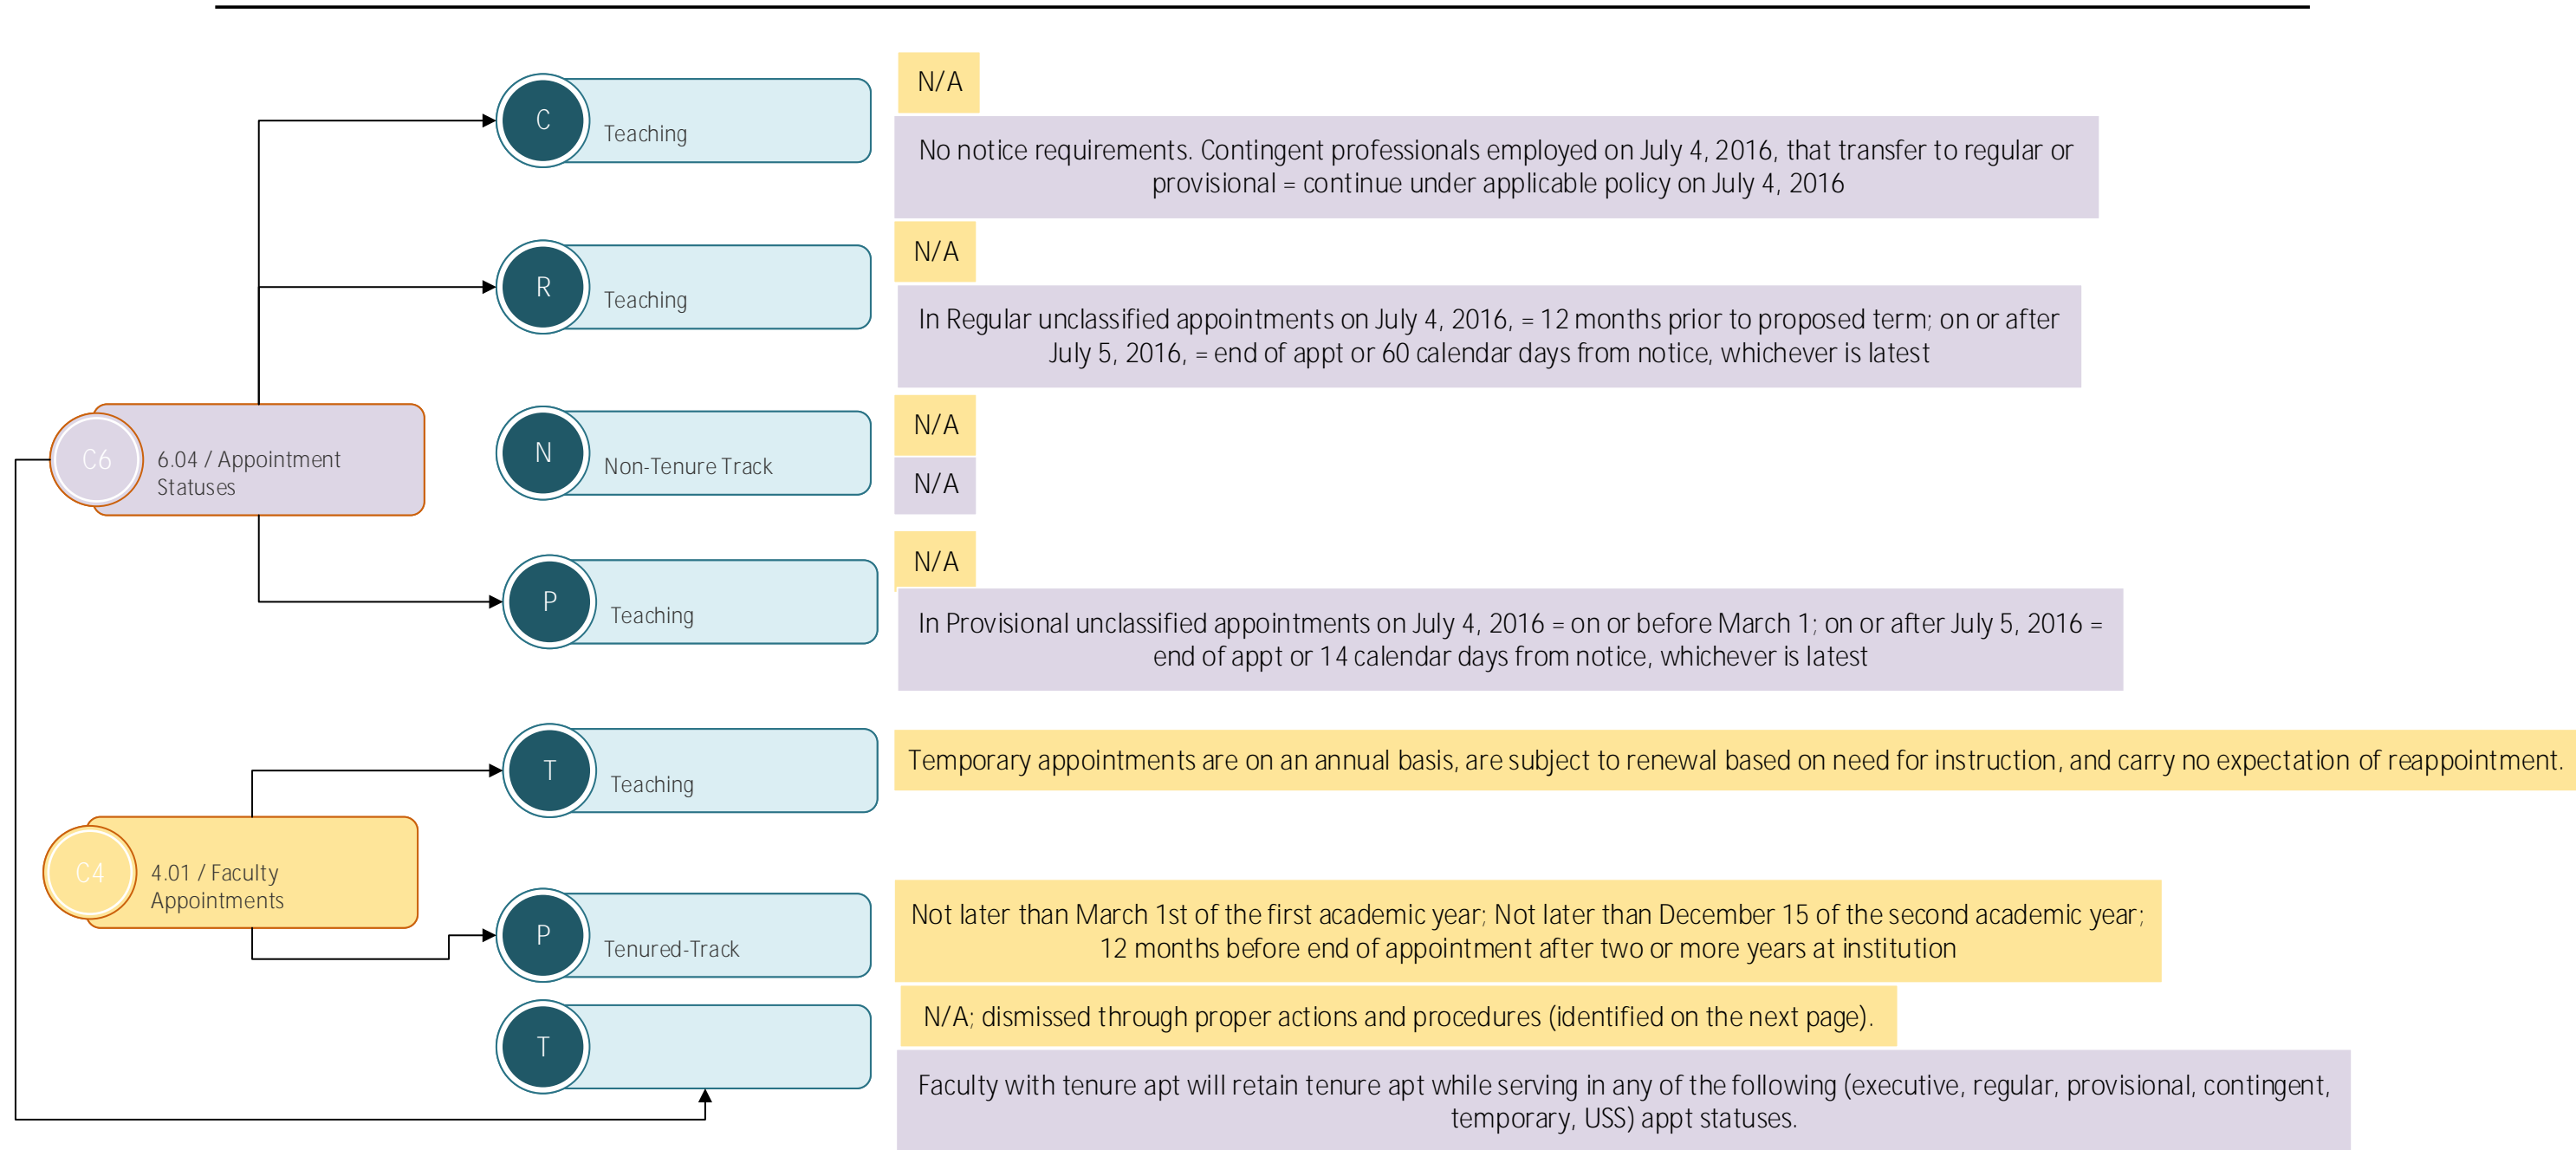 N/A
C
Teaching
No notice requirements. Contingent professionals employed on July 4, 2016, that transfer to regular or
provisional = continue under applicable policy on July 4, 2016
N/A
R
Teaching
In Regular unclassified appointments on July 4, 2016, = 12 months prior to proposed term; on or after
July 5, 2016, = end of appt or 60 calendar days from notice, whichever is latest
N/A
N
Non-Tenure Track
N/A
C6
6.04 / Appointment
Statuses
N/A
P
Teaching
In Provisional unclassified appointments on July 4, 2016 = on or before March 1; on or after July 5, 2016 =
end of appt or 14 calendar days from notice, whichever is latest
T
Teaching
Temporary appointments are on an annual basis, are subject to renewal based on need for instruction, and carry no expectation of reappointment.
C4
4.01 / Faculty
Appointments
P
Tenured-Track
Not later than March 1st of the first academic year; Not later than December 15 of the second academic year;
12 months before end of appointment after two or more years at institution
T
N/A; dismissed through proper actions and procedures (identified on the next page).
Faculty with tenure apt will retain tenure apt while serving in any of the following (executive, regular, provisional, contingent,
temporary, USS) appt statuses.